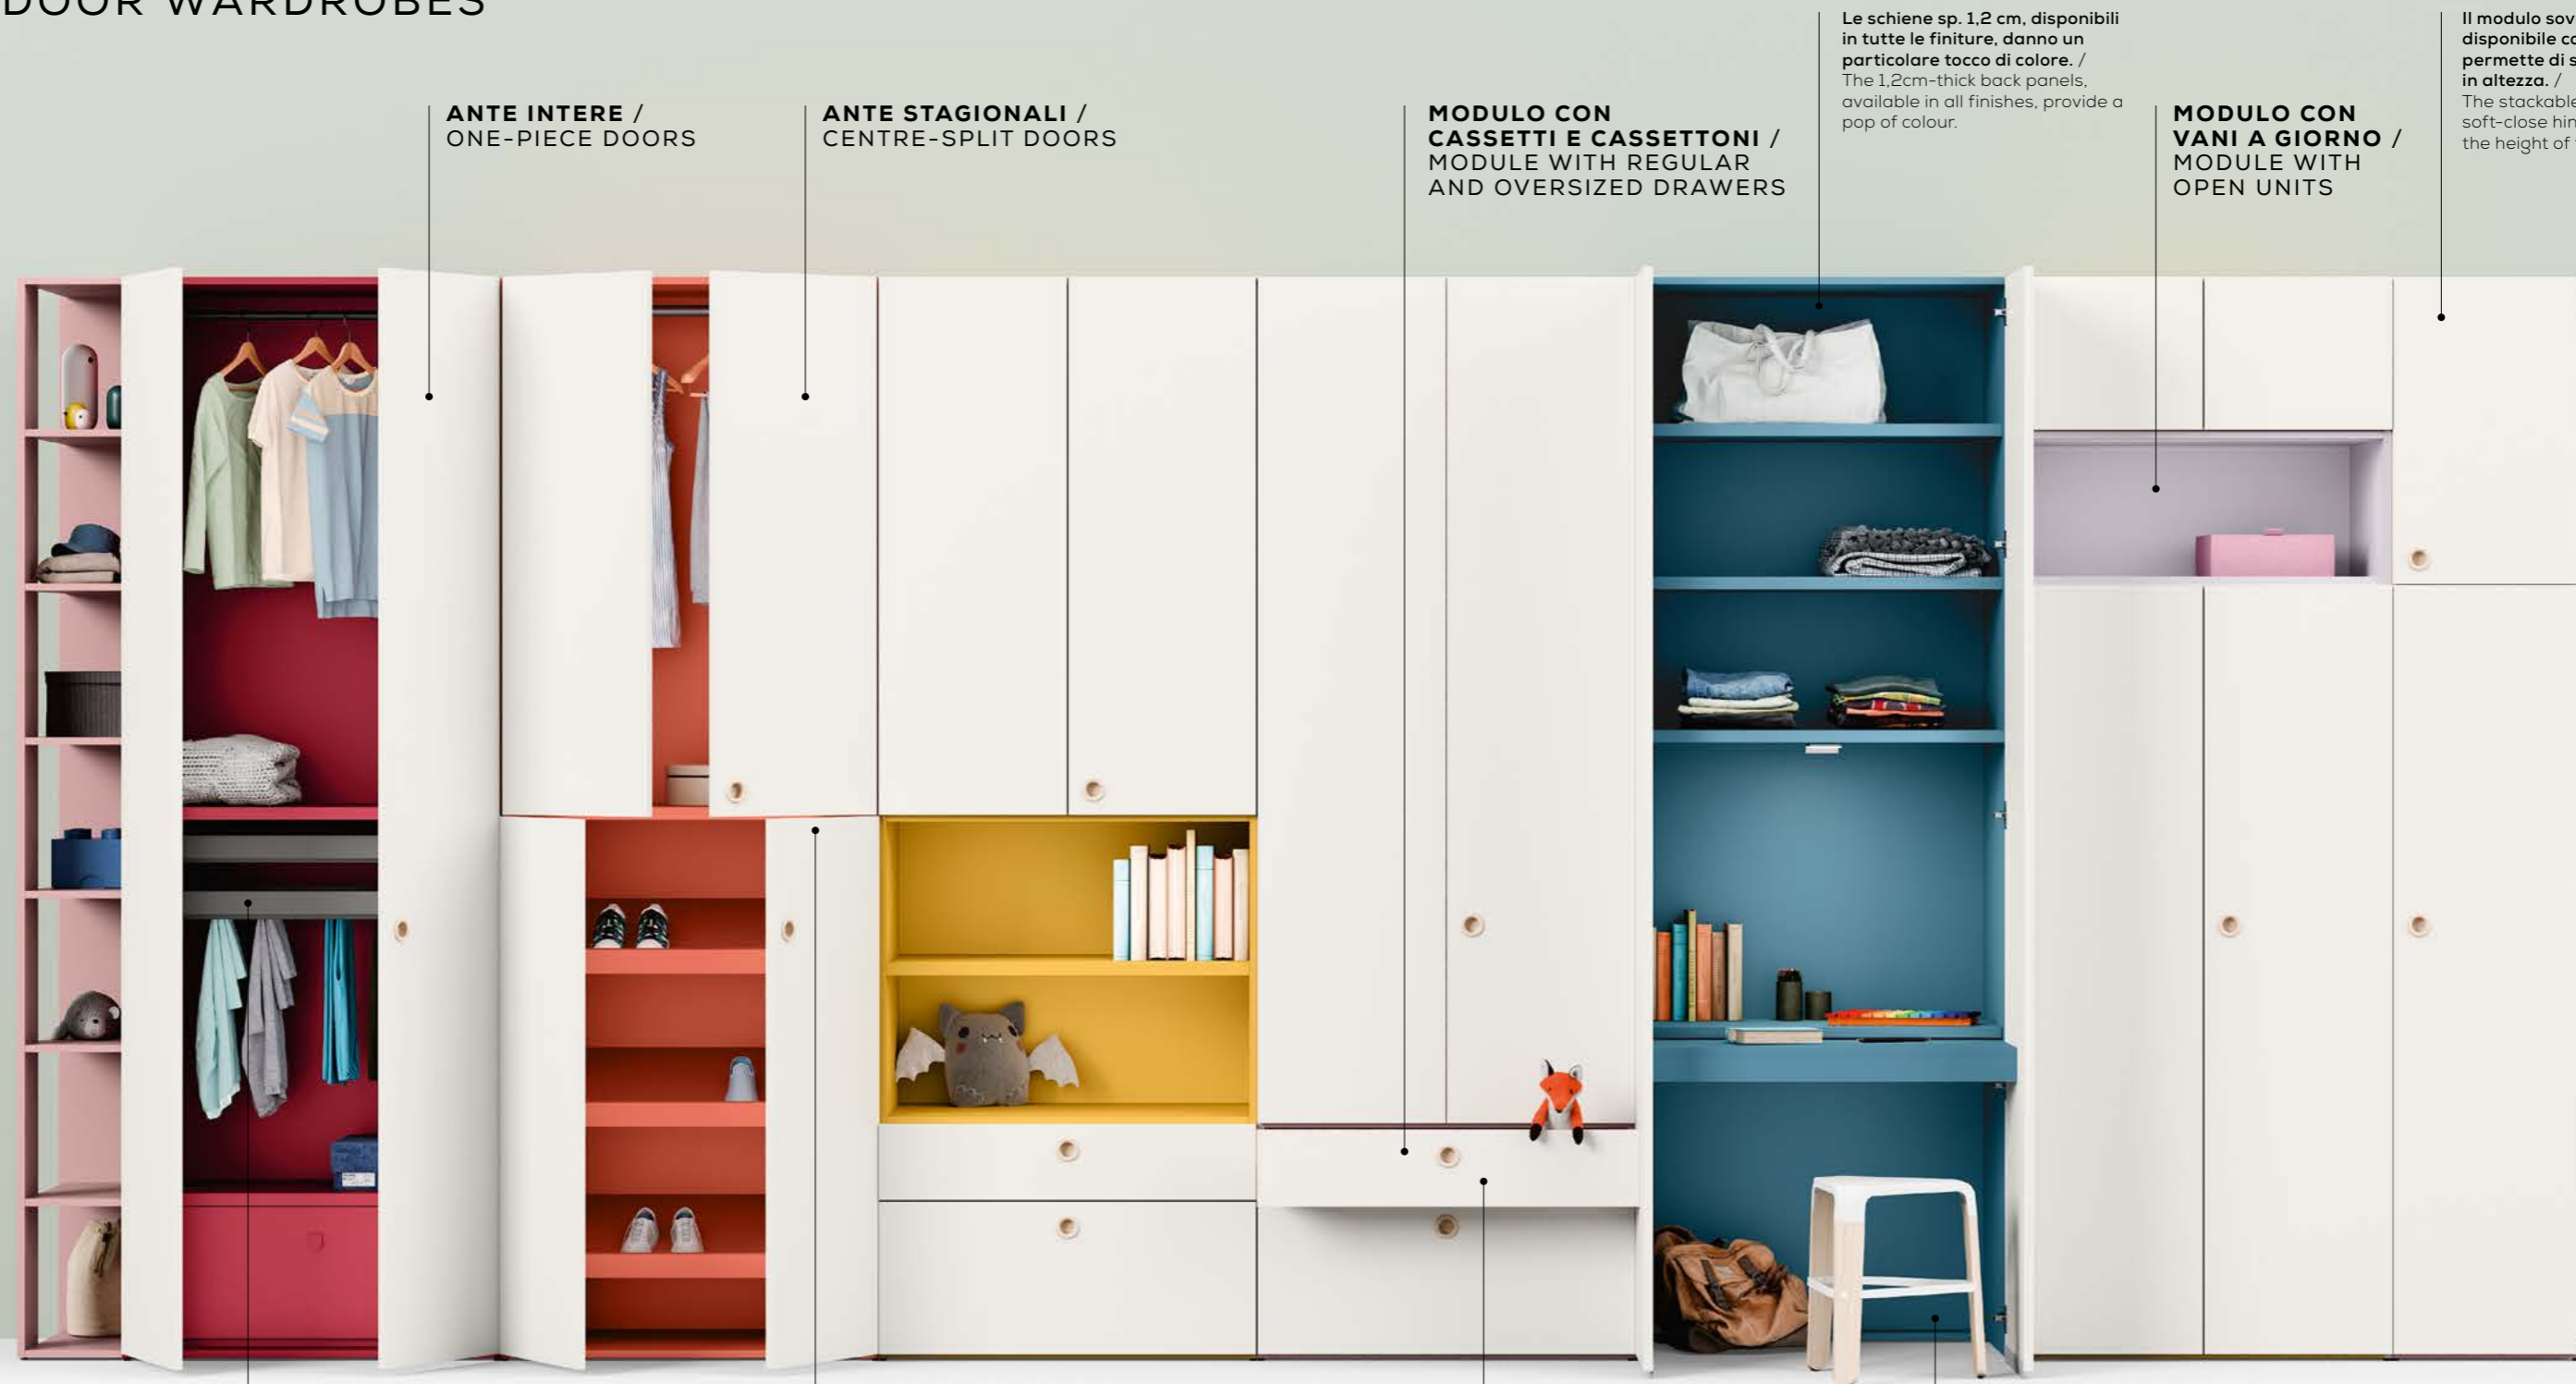 DOOR WARDROBES
ANTE INTERE /
ONE-PIECE DOORS
ANTE STAGIONALI /
CENTRE-SPLIT DOORS
MODULO CON
CASSETTI E CASSETTONI /
MODULE WITH REGULAR
AND OVERSIZED DRAWERS
Le schiene sp. 1,2 cm, disponibili
in tutte le finiture, danno un
particolare tocco di colore. /
The 1,2cm-thick back panels,
available in all finishes, provide a
pop of colour.
MODULO CON
VANI A GIORNO /
MODULE WITH
OPEN UNITS
Il modulo
disponibile
permette di
in altezza. /
The stackable
soft-close
the height of